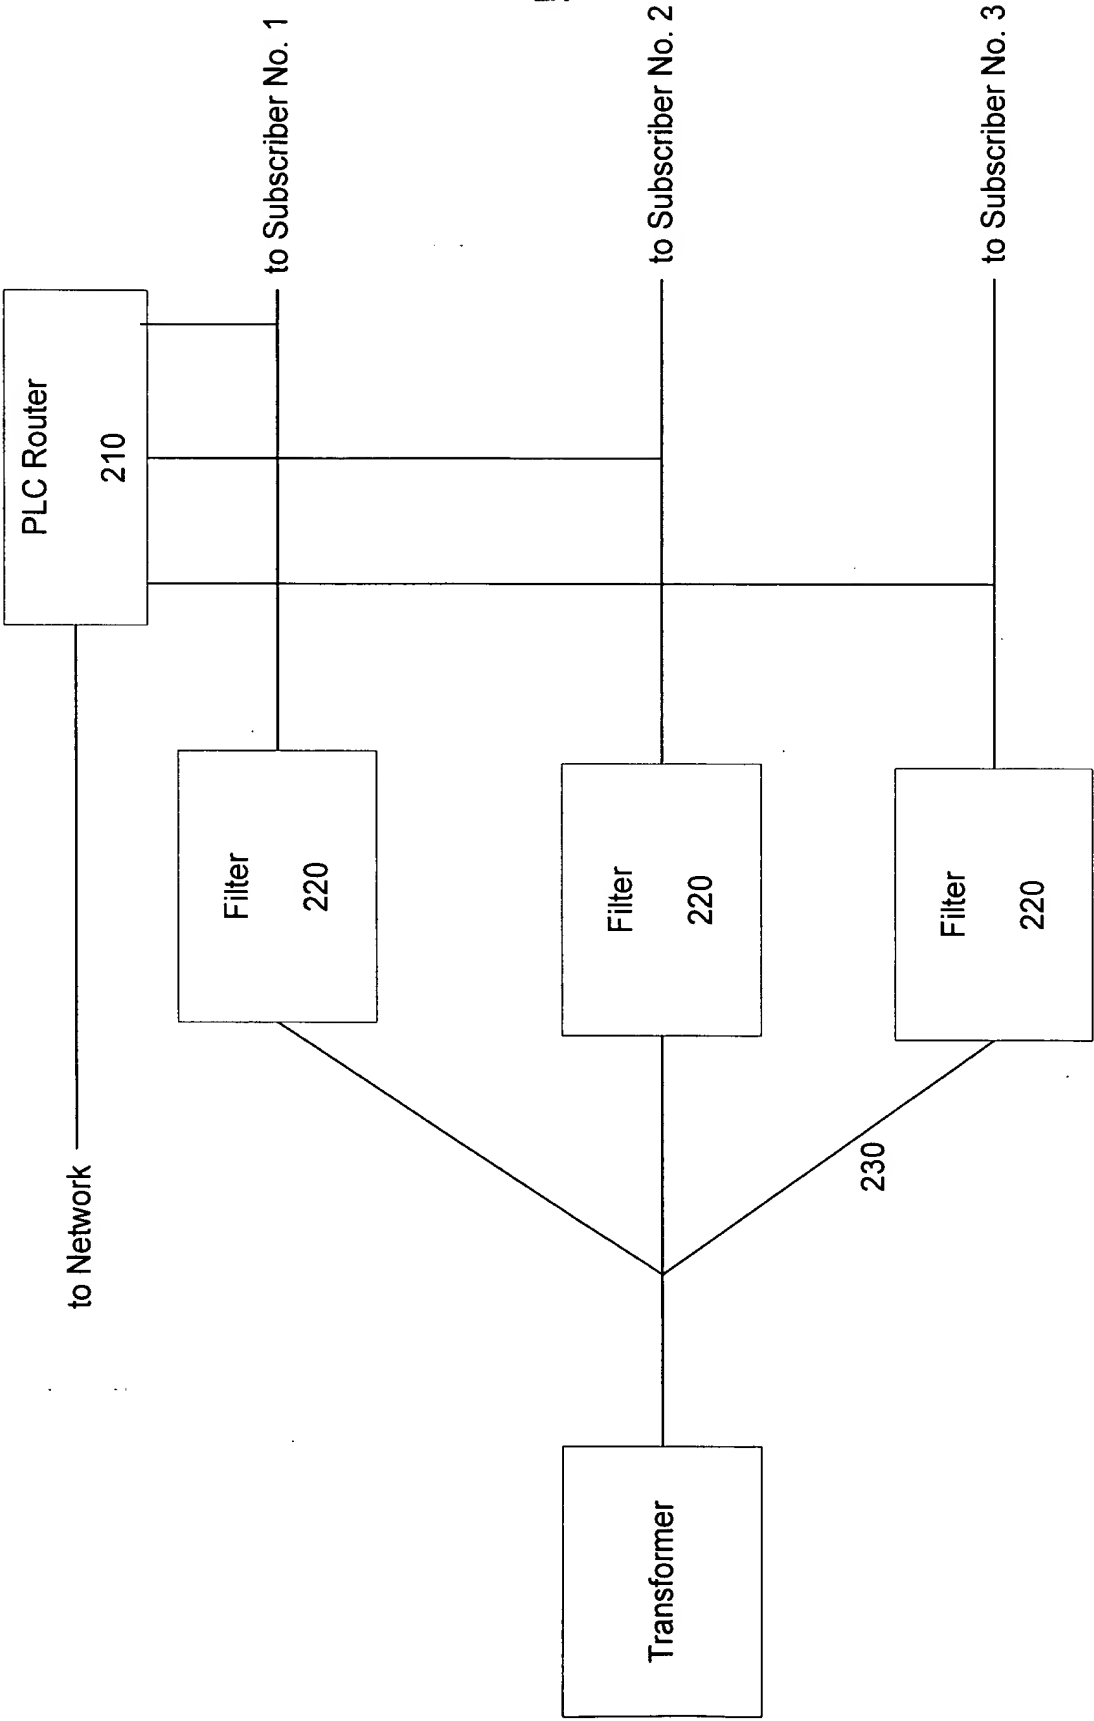 to Network
PLC Router
210
to Subscriber No. 1
Filter
220
to Subscriber No. 2
Filter
220
Transformer
to Subscriber No. 3
Filter
220
230